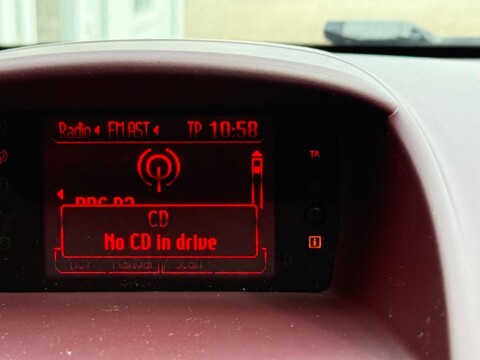 Radio FM AST TP 10:58
TA
CD
No CD in drive